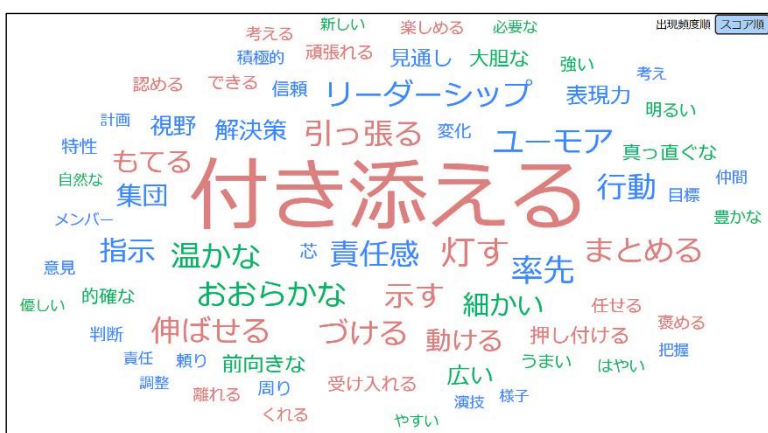 出現頻度順 スコア順
考える 新しい 楽しめる 必要な
積極的 頑張れる 見通し 大胆な 強い 考え
認める できる 信頼 リーダーシップ 表現力 明るい
計画 視野 解決策 引っ張る 変化 ユーモア 真っ直ぐな
特性 もてる 付き添える 行動 目標 仲間
自然な 集団 豊かな
メンバー 指示 温かな 芯 責任感 灯す 率先 まとめる
意見 おおらかな 示す 細かい 任せる
優しい 的確な 伸ばせる づける 動ける 押し付ける 褒める
判断 前向きな 広い うまい はやい 把握
責任 頼り 周り 受け入れる 演技 様子
調整 離れる くれる やすい